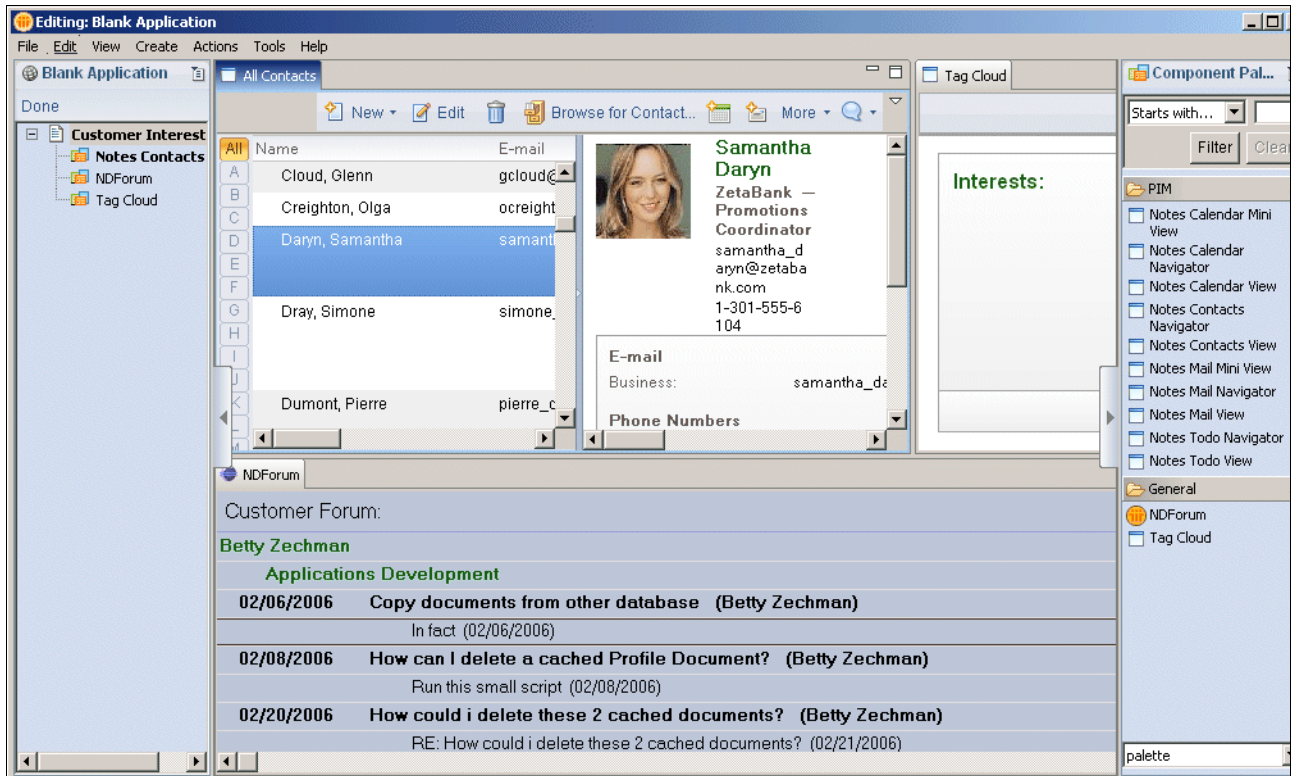 Editing: Blank Application
File Edit View Create Actions Tools Help
Blank Application
Done
Customer Interest
Notes Contacts
NDForum
Tag Cloud
All Contacts
New Edit Browse for Contact... More
All
A
B
C
D
E
F
G
H
I
J
K
L
M
Name E-mail
Cloud, Glenn gcloud@
Creighton, Olga ocreight
Daryn, Samantha samant
Dray, Simone simone_
Dumont, Pierre pierre_c
Samantha
Daryn
ZetaBank —
Promotions
Coordinator
samantha_d
aryn@zetaba
nk.com
1-301-555-6
104
E-mail
Business: samantha_da
Phone Numbers
Tag Cloud
Interests:
NDForum
Customer Forum:
Betty Zechman
Applications Development
02/06/2006 Copy documents from other database (Betty Zechman)
In fact (02/06/2006)
02/08/2006 How can I delete a cached Profile Document? (Betty Zechman)
Run this small script (02/08/2006)
02/20/2006 How could i delete these 2 cached documents? (Betty Zechman)
RE: How could i delete these 2 cached documents? (02/21/2006)
Component Pal...
Starts with...
Filter Clea
PIM
Notes Calendar Mini
View
Notes Calendar
Navigator
Notes Calendar View
Notes Contacts
Navigator
Notes Contacts View
Notes Mail Mini View
Notes Mail Navigator
Notes Mail View
Notes Todo Navigator
Notes Todo View
General
NDForum
Tag Cloud
palette